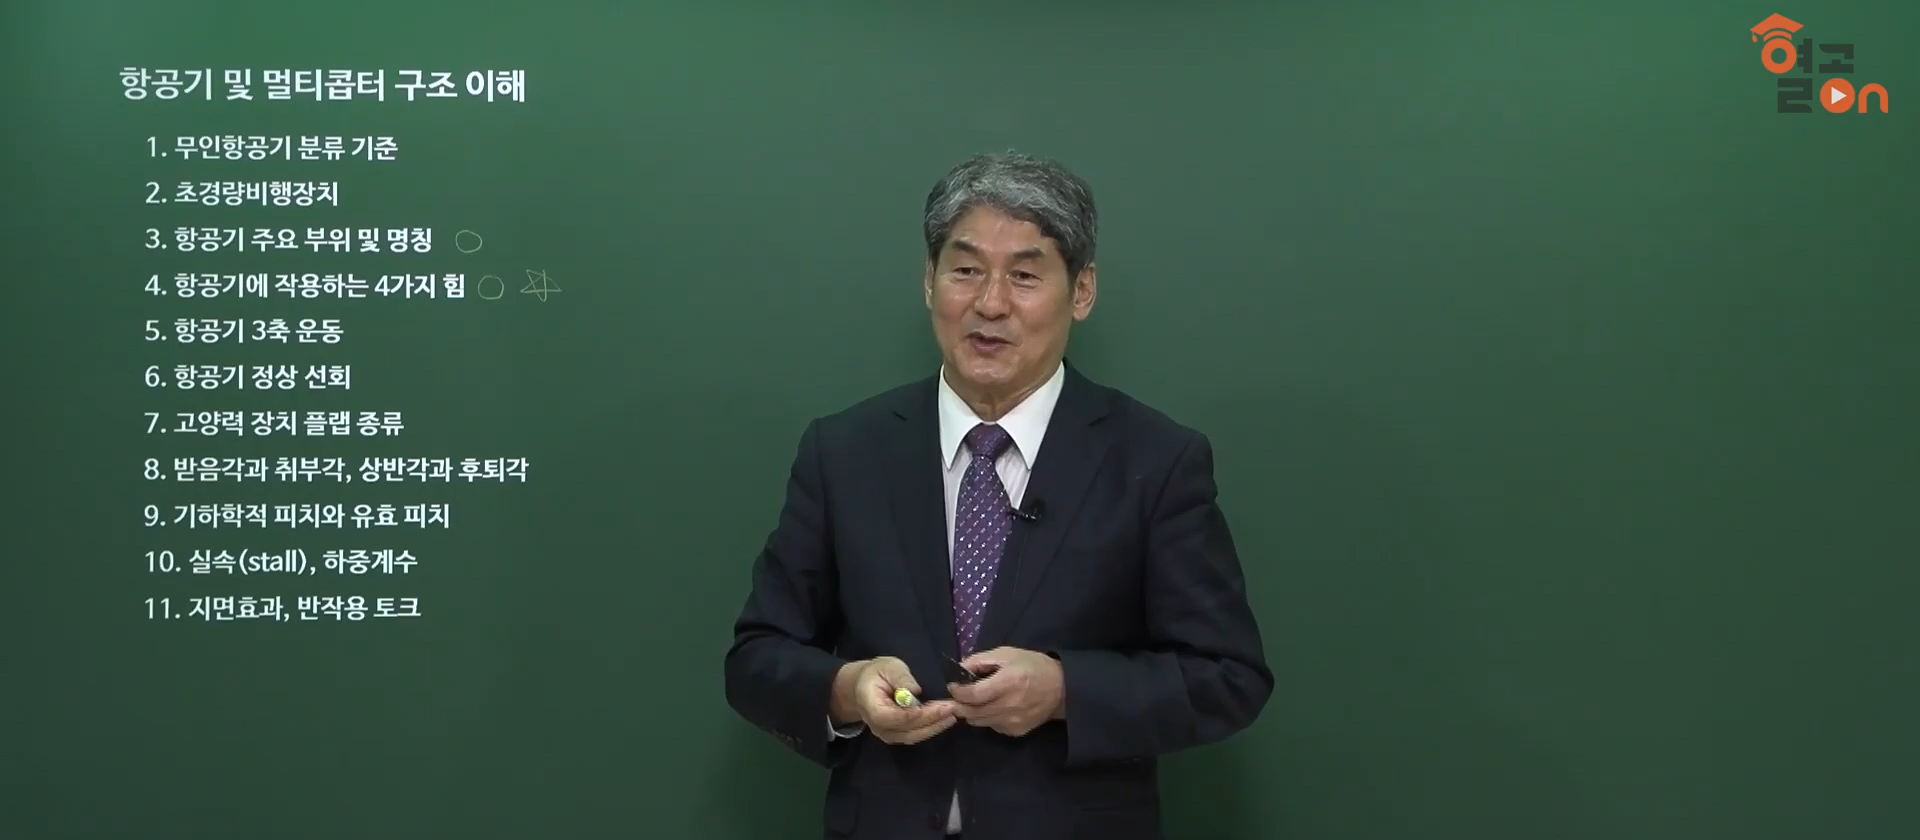 항공기 및 멀티콥터 구조 이해
1. 무인항공기 분류 기준
2. 초경량비행장치
3. 항공기 주요 부위 및 명칭
4. 항공기에 작용하는 4가지 힘
5. 항공기 3축 운동
6. 항공기 정상 선회
7. 고양력 장치 플랩 종류
8. 받음각과 취부각, 상반각과 후퇴각
9. 기하학적 피치와 유효 피치
10. 실속(stall), 하중계수
11. 지면효과, 반작용 토크
열고
르On